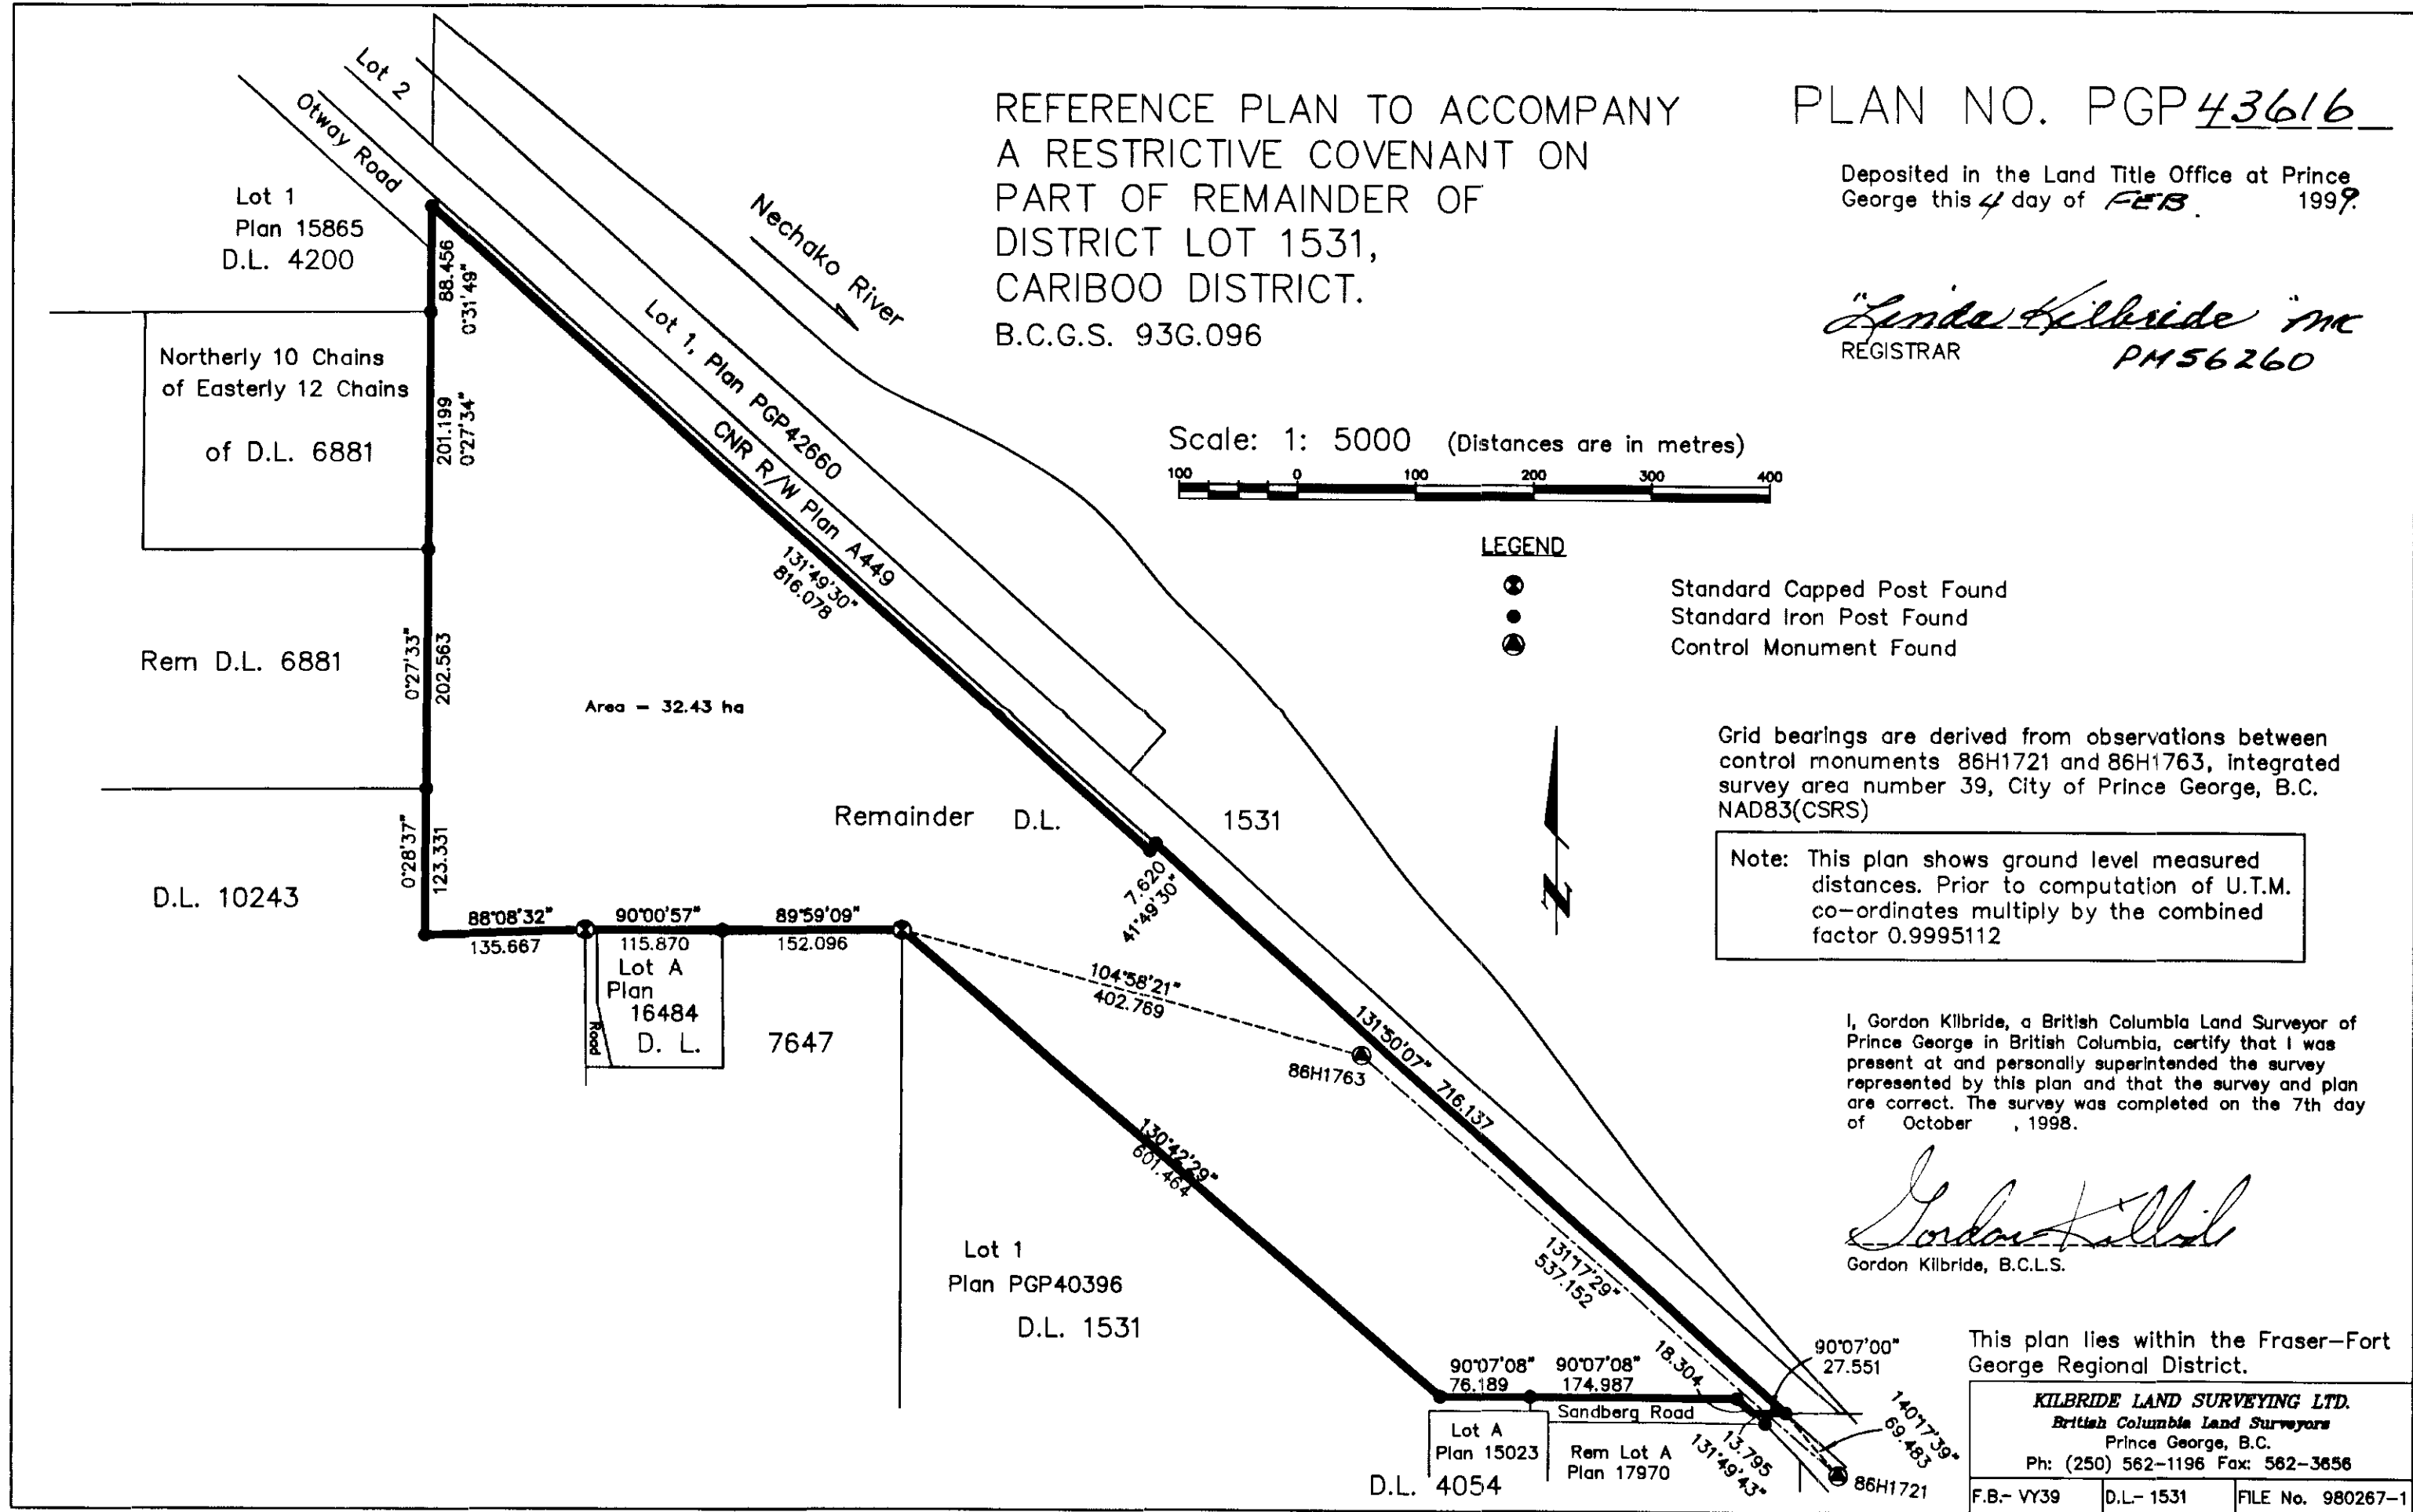 REFERENCE PLAN TO ACCOMPANY
A RESTRICTIVE COVENANT ON
PART OF REMAINDER OF
DISTRICT LOT 1531,
CARIBOO DISTRICT.
B.C.G.S. 93G.096
PLAN NO. PGP 43616
Deposited in the Land Title Office at Prince
George this 4 day of FEB. 1999.
"Linda Kilbride" mc
REGISTRAR
PM56260
Scale: 1: 5000 (Distances are in metres)
100 0 100 200 300 400
LEGEND
Standard Capped Post Found
Standard Iron Post Found
Control Monument Found
Grid bearings are derived from observations between
control monuments 86H1721 and 86H1763, integrated
survey area number 39, City of Prince George, B.C.
NAD83(CSRS)
Note: This plan shows ground level measured
distances. Prior to computation of U.T.M.
co-ordinates multiply by the combined
factor 0.9995112
I, Gordon Kilbride, a British Columbia Land Surveyor of
Prince George in British Columbia, certify that I was
present at and personally superintended the survey
represented by this plan and that the survey and plan
are correct. The survey was completed on the 7th day
of October , 1998.
Gordon Kilbride
Gordon Kilbride, B.C.L.S.
This plan lies within the Fraser-Fort
George Regional District.
KILBRIDE LAND SURVEYING LTD.
British Columbia Land Surveyors
Prince George, B.C.
Ph: (250) 562-1196 Fax: 562-3656
F.B.- VY39
D.L.- 1531
FILE No. 980267-1
Lot 2
Otway Road
Lot 1
Plan 15865
D.L. 4200
88.456
0°31'49"
Nechako River
Northerly 10 Chains
of Easterly 12 Chains
of D.L. 6881
201.199
0°27'34"
Lot 1, Plan PGP42660
CNR R/W Plan A449
131°49'30"
816.078
Rem D.L. 6881
0°27'33"
202.563
Area = 32.43 ha
Remainder D.L. 1531
0°28'37"
123.331
D.L. 10243
7.620
41°49'30"
88°08'32"
135.667
90°00'57"
115.870
89°59'09"
152.096
Lot A
Plan
16484
D. L. 7647
Road
104°58'21"
402.769
86H1763
131°50'07" 716.137
130°42'29"
601.464
131°17'29"
537.152
Lot 1
Plan PGP40396
D.L. 1531
90°07'08"
76.189
90°07'08"
174.987
18.304
90°07'00"
27.551
Sandberg Road
140°17'39"
69.483
Lot A
Plan 15023
Rem Lot A
Plan 17970
13.795
131°49'43"
D.L. 4054
86H1721
N